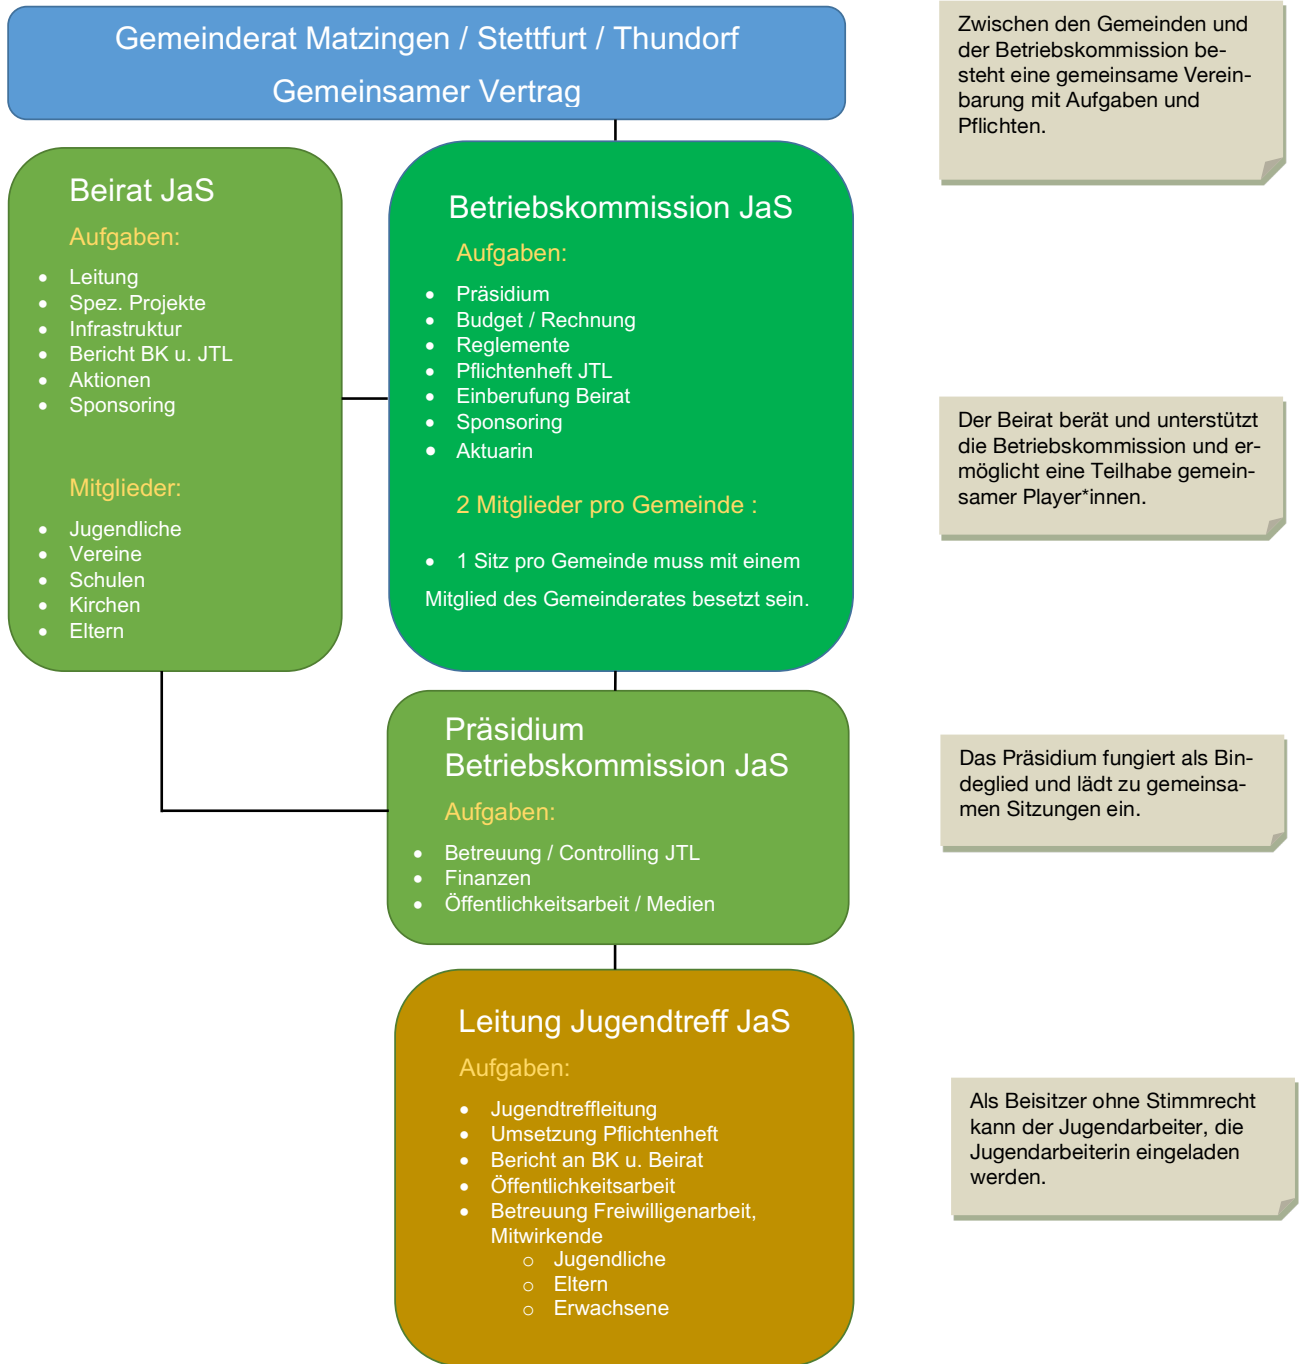 Gemeinderat Matzingen / Stettfurt / Thundorf
Gemeinsamer Vertrag
Zwischen den Gemeinden und
der Betriebskommission be-
steht eine gemeinsame Verein-
barung mit Aufgaben und
Pflichten.
Beirat JaS
Aufgaben:
• Leitung
• Spez. Projekte
• Infrastruktur
• Bericht BK u. JTL
• Aktionen
• Sponsoring
Mitglieder:
• Jugendliche
• Vereine
• Schulen
• Kirchen
• Eltern
Betriebskommission JaS
Aufgaben:
• Präsidium
• Budget / Rechnung
• Reglemente
• Pflichtenheft JTL
• Einberufung Beirat
• Sponsoring
• Aktuarin
2 Mitglieder pro Gemeinde :
• 1 Sitz pro Gemeinde muss mit einem
Mitglied des Gemeinderates besetzt sein.
Der Beirat berät und unterstützt
die Betriebskommission und er-
möglicht eine Teilhabe gemein-
samer Player*innen.
Präsidium
Betriebskommission JaS
Aufgaben:
• Betreuung / Controlling JTL
• Finanzen
• Öffentlichkeitsarbeit / Medien
Das Präsidium fungiert als Bin-
deglied und lädt zu gemeinsa-
men Sitzungen ein.
Leitung Jugendtreff JaS
Aufgaben:
• Jugendtreffleitung
• Umsetzung Pflichtenheft
• Bericht an BK u. Beirat
• Öffentlichkeitsarbeit
• Betreuung Freiwilligenarbeit,
Mitwirkende
o Jugendliche
o Eltern
o Erwachsene
Als Beisitzer ohne Stimmrecht
kann der Jugendarbeiter, die
Jugendarbeiterin eingeladen
werden.